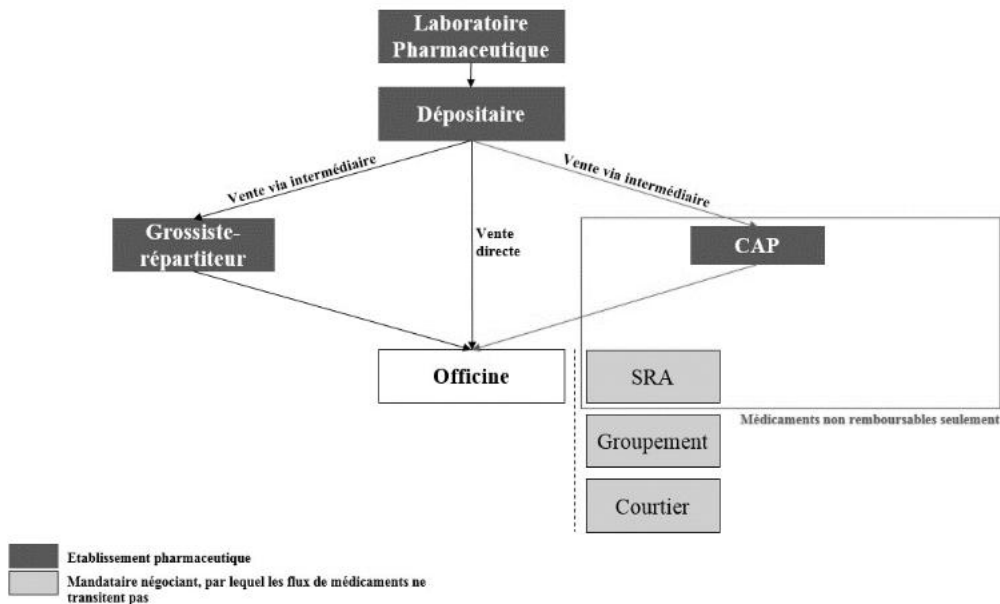 Laboratoire
Pharmaceutique
Dépositaire
Vente via intermédiaire
Vente via intermédiaire
Grossiste-
répartiteur
Vente
directe
CAP
Officine
SRA
Médicaments non remboursables seulement
Groupement
Courtier
Etablissement pharmaceutique
Mandataire négociant, par lequel les flux de médicaments ne
transitent pas